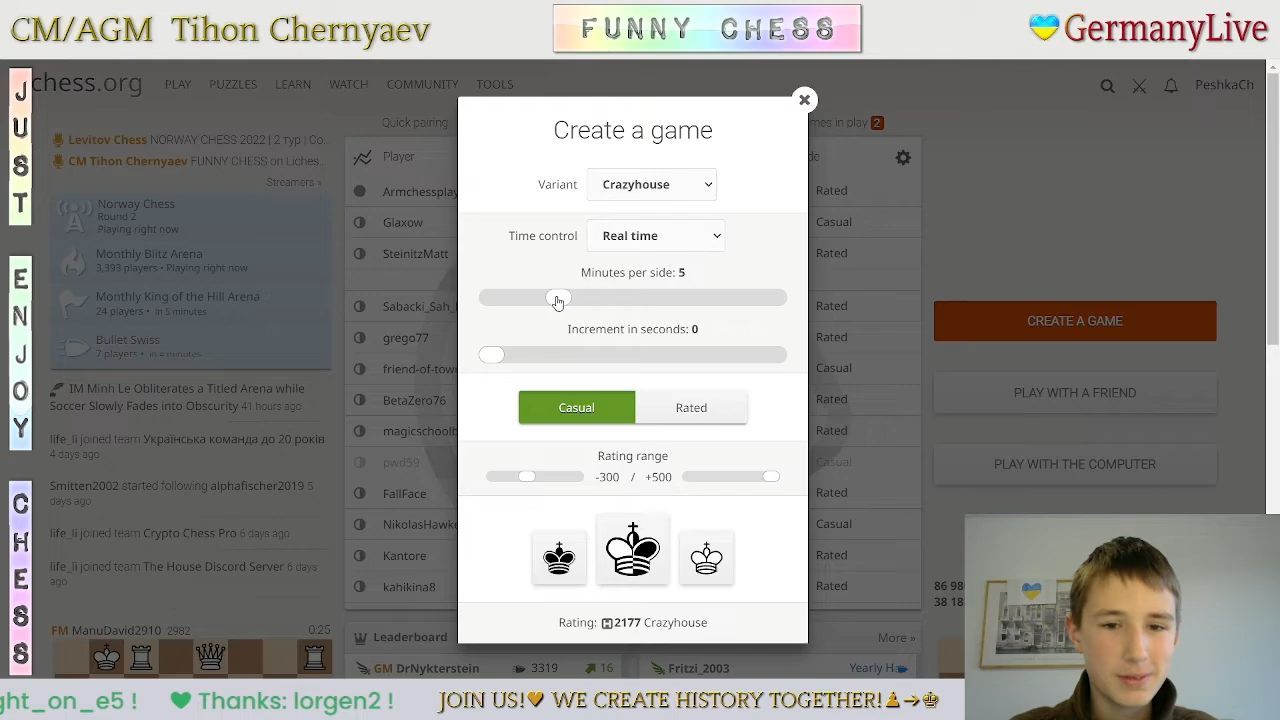 CM/AGM Tihon Chernyaev
FUNNY CHESS
GermanyLive
JUST
ENJOY
CHESS
chess.org
PLAY
PUZZLES
LEARN
WATCH
COMMUNITY
TOOLS
PeshkaCh
Levitov Chess NORWAY CHESS 2022 | 2 тур | Co...
CM Tihon Chernyaev FUNNY CHESS on Liches...
Streamers »
Norway Chess
Round 2
Playing right now
Monthly Blitz Arena
3,393 players • Playing right now
Monthly King of the Hill Arena
24 players • in 5 minutes
Bullet Swiss
7 players • in 4 minutes
IM Minh Le Obliterates a Titled Arena while
Soccer Slowly Fades into Obscurity 41 hours ago
life_li joined team Українська команда до 20 років
4 days ago
Smitten2002 started following alphafischer2019 5
days ago
life_li joined team Crypto Chess Pro 6 days ago
life_li joined team The House Discord Server 6
days ago
FM ManuDavid2910 2982
0:25
Quick pairing
mes in play 2
Player
de
Armchessplay
Rated
Glaxow
Casual
SteinitzMatt
Rated
Sabacki_Sah_
Rated
grego77
Rated
friend-of-tow
Casual
BetaZero76
Rated
magicschoolb
Rated
pwd59
Casual
FallFace
Rated
NikolasHawke
Casual
Kantore
Rated
kahikina8
Rated
Create a game
Variant
Crazyhouse
Time control
Real time
Minutes per side: 5
Increment in seconds: 0
Casual
Rated
Rating range
-300 / +500
Rating: 2177 Crazyhouse
CREATE A GAME
PLAY WITH A FRIEND
PLAY WITH THE COMPUTER
Leaderboard
More »
GM DrNykterstein
3319
16
Fritzi_2003
ght_on_e5 !
Thanks: lorgen2 !
JOIN US! WE CREATE HISTORY TOGETHER!